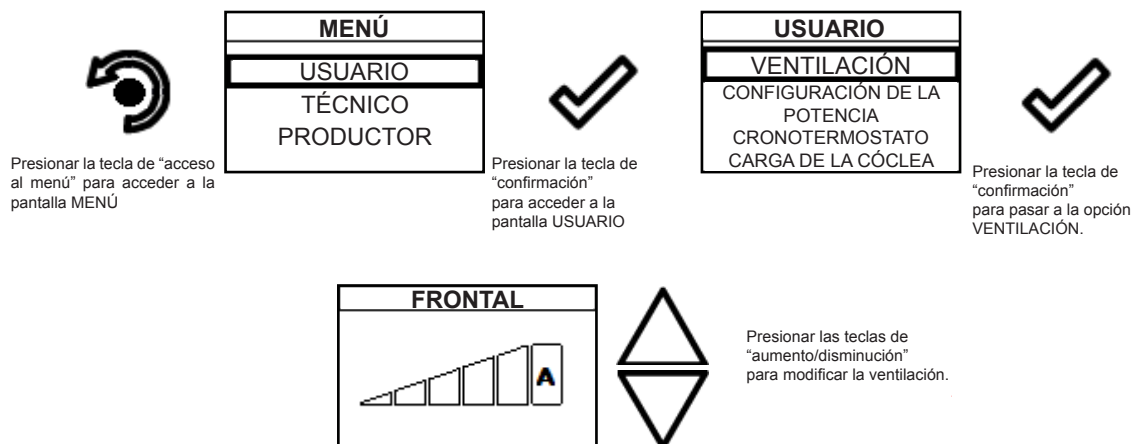 MENÚ
USUARIO
TÉCNICO
PRODUCTOR
Presionar la tecla de “acceso
al menú” para acceder a la
pantalla MENÚ
Presionar la tecla de
“confirmación”
para acceder a la
pantalla USUARIO
USUARIO
VENTILACIÓN
CONFIGURACIÓN DE LA
POTENCIA
CRONOTERMOSTATO
CARGA DE LA CÓCLEA
Presionar la tecla de
“confirmación”
para pasar a la opción
VENTILACIÓN.
FRONTAL
A
Presionar las teclas de
“aumento/disminución”
para modificar la ventilación.